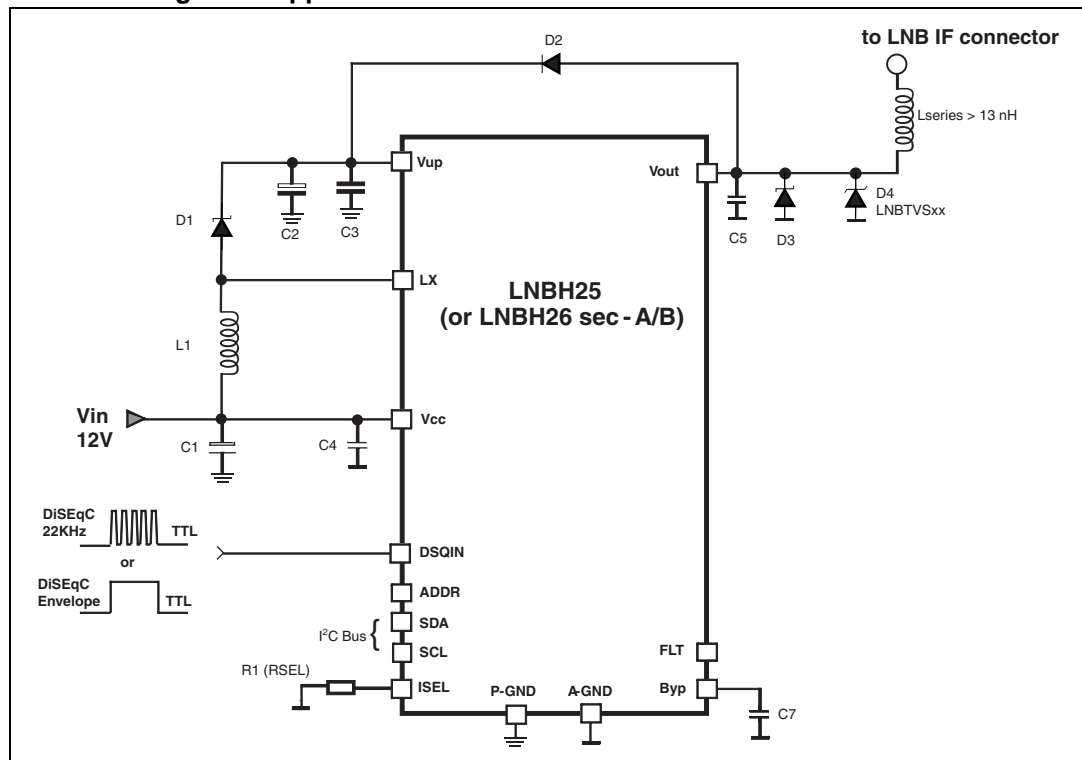 D2
to LNB IF connector
Lseries > 13 nH
Vup
Vout
D1
C2
C3
C5
D3
D4
LNBTVSxx
LX
LNBH25
(or LNBH26 sec - A/B)
L1
Vin
12V
Vcc
C1
C4
DiSEqC
22KHz
TTL
or
DiSEqC
Envelope
TTL
DSQIN
ADDR
I²C Bus {
SDA
SCL
FLT
R1 (RSEL)
ISEL
P-GND
A-GND
Byp
C7